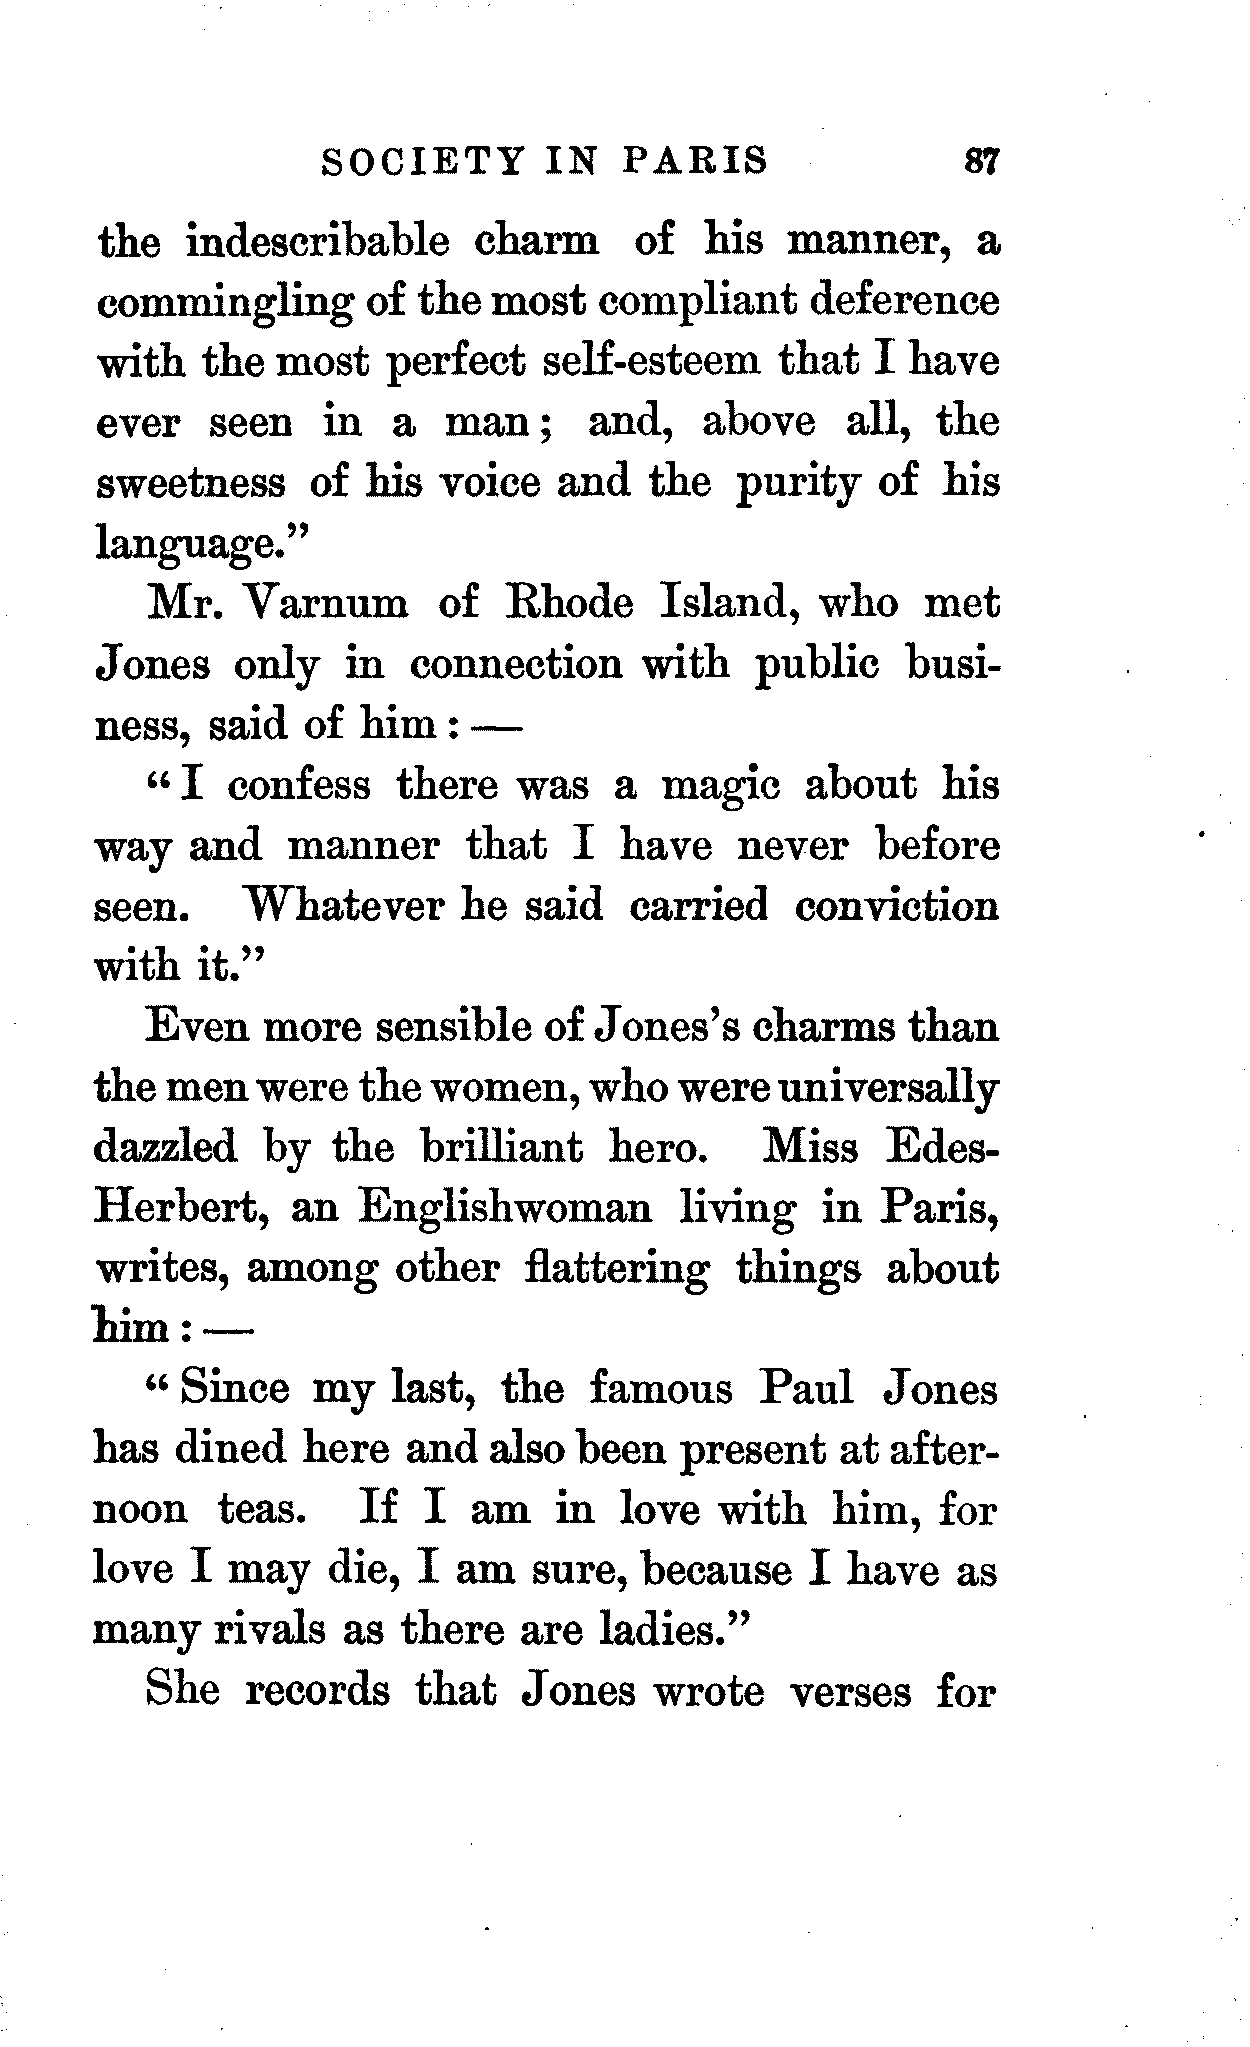 SOCIETY IN PARIS 87
the indescribable charm of his manner, a
commingling of the most compliant deference
with the most perfect self-esteem that I have
ever seen in a man; and, above all, the
sweetness of his voice and the purity of his
language."
Mr. Varnum of Rhode Island, who met
Jones only in connection with public busi-
ness, said of him: —
"I confess there was a magic about his
way and manner that I have never before
seen. Whatever he said carried conviction
with it."
Even more sensible of Jones's charms than
the men were the women, who were universally
dazzled by the brilliant hero. Miss Edes-
Herbert, an Englishwoman living in Paris,
writes, among other flattering things about
him: —
"Since my last, the famous Paul Jones
has dined here and also been present at after-
noon teas. If I am in love with him, for
love I may die, I am sure, because I have as
many rivals as there are ladies."
She records that Jones wrote verses for